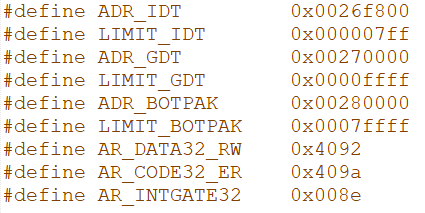 #define ADR_IDT 0x0026f800
#define LIMIT_IDT 0x000007ff
#define ADR_GDT 0x00270000
#define LIMIT_GDT 0x0000ffff
#define ADR_BOTPAK 0x00280000
#define LIMIT_BOTPAK 0x0007ffff
#define AR_DATA32_RW 0x4092
#define AR_CODE32_ER 0x409a
#define AR_INTGATE32 0x008e